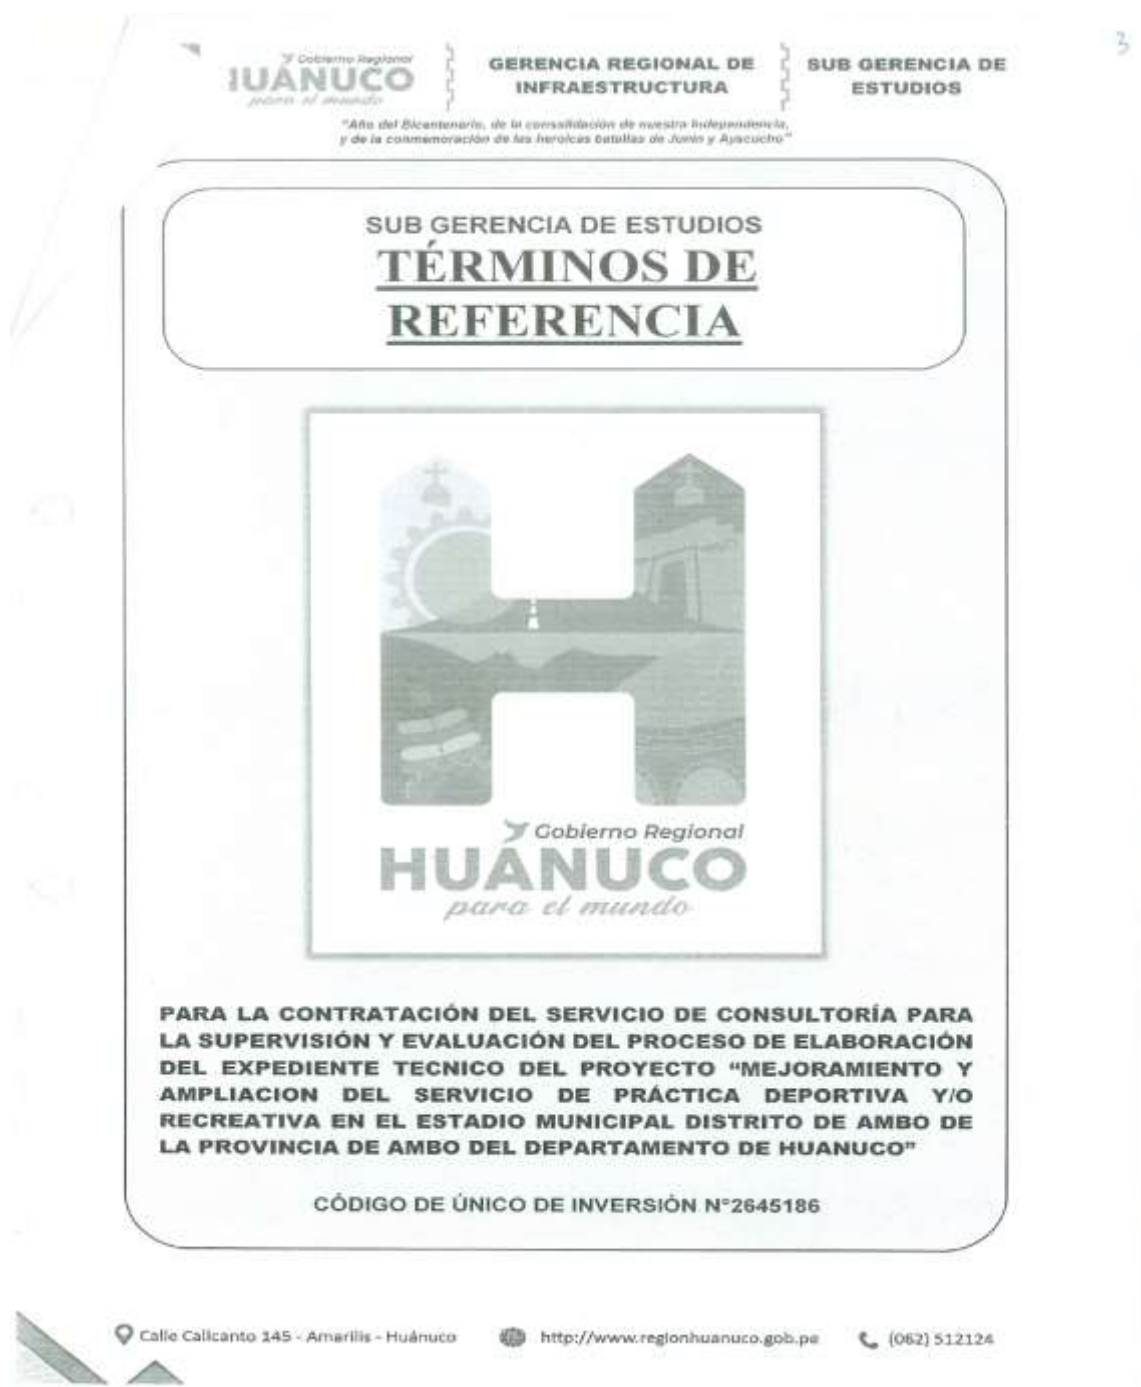 3
Gobierno Regional
HUÁNUCO
para el mundo
GERENCIA REGIONAL DE
INFRAESTRUCTURA
SUB GERENCIA DE
ESTUDIOS
"Año del Bicentenario, de la consolidación de nuestra Independencia,
y de la conmemoración de las heroicas batallas de Junín y Ayacucho"
SUB GERENCIA DE ESTUDIOS
TÉRMINOS DE
REFERENCIA
Gobierno Regional
HUÁNUCO
para el mundo
PARA LA CONTRATACIÓN DEL SERVICIO DE CONSULTORÍA PARA
LA SUPERVISIÓN Y EVALUACIÓN DEL PROCESO DE ELABORACIÓN
DEL EXPEDIENTE TECNICO DEL PROYECTO “MEJORAMIENTO Y
AMPLIACION DEL SERVICIO DE PRÁCTICA DEPORTIVA Y/O
RECREATIVA EN EL ESTADIO MUNICIPAL DISTRITO DE AMBO DE
LA PROVINCIA DE AMBO DEL DEPARTAMENTO DE HUANUCO”
CÓDIGO DE ÚNICO DE INVERSIÓN N°2645186
Calle Calicanto 145 - Amarilis - Huánuco
http://www.regionhuanuco.gob.pe
(062) 512124